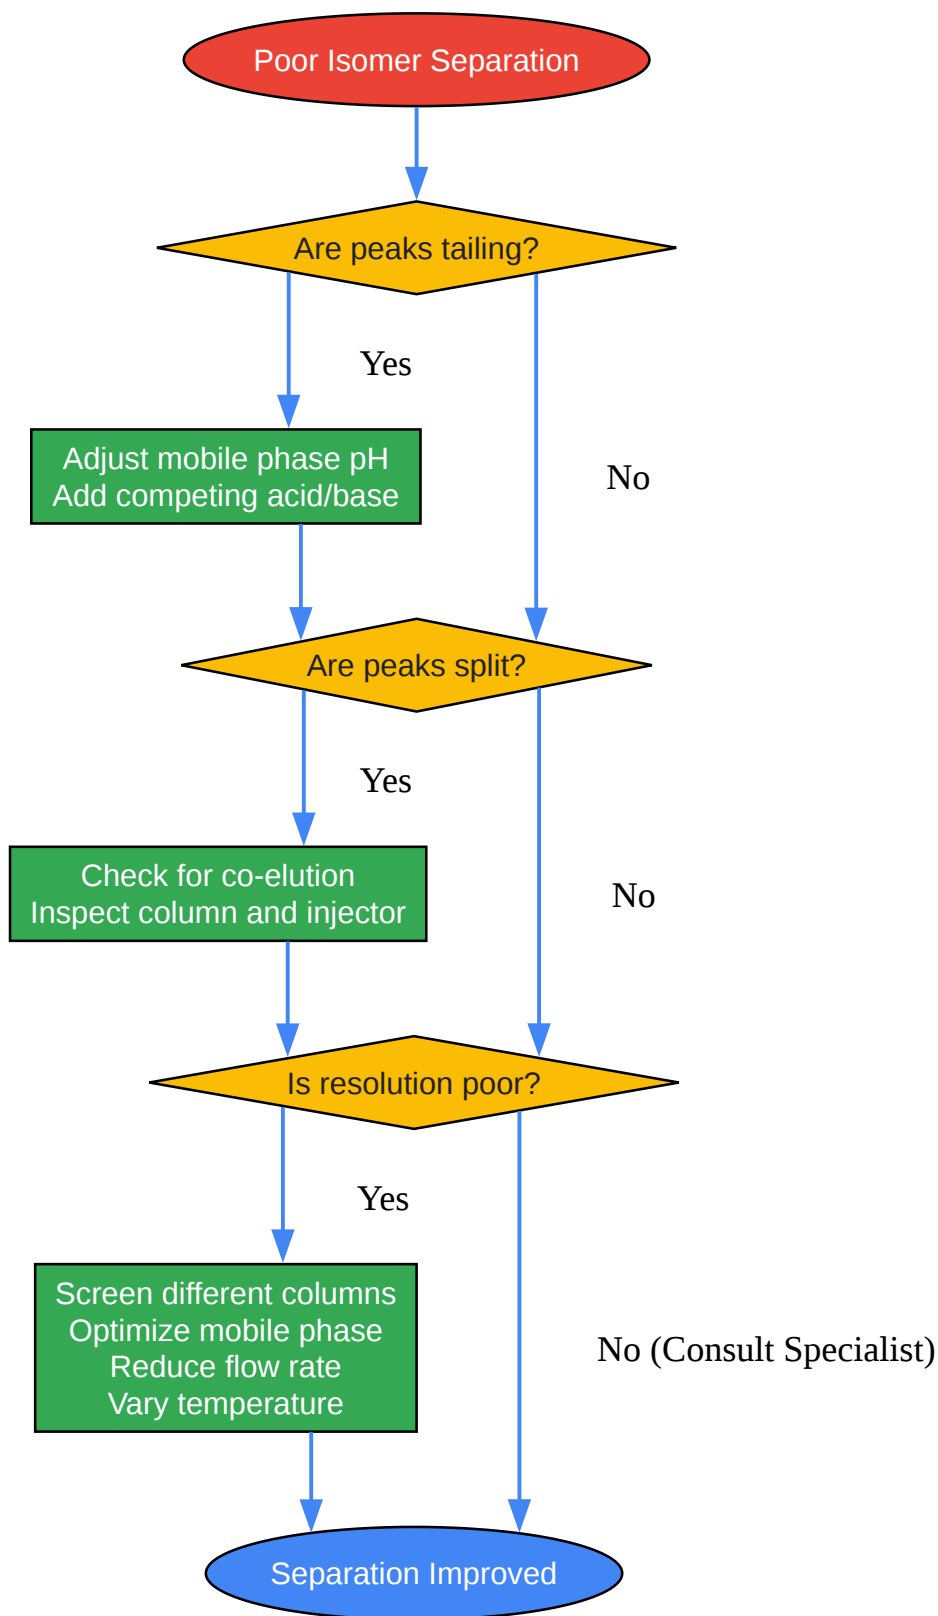 Poor Isomer Separation
Are peaks tailing?
Yes
Adjust mobile phase pH
Add competing acid/base
No
Are peaks split?
Yes
Check for co-elution
Inspect column and injector
No
Is resolution poor?
Yes
Screen different columns
Optimize mobile phase
Reduce flow rate
Vary temperature
No (Consult Specialist)
Separation Improved